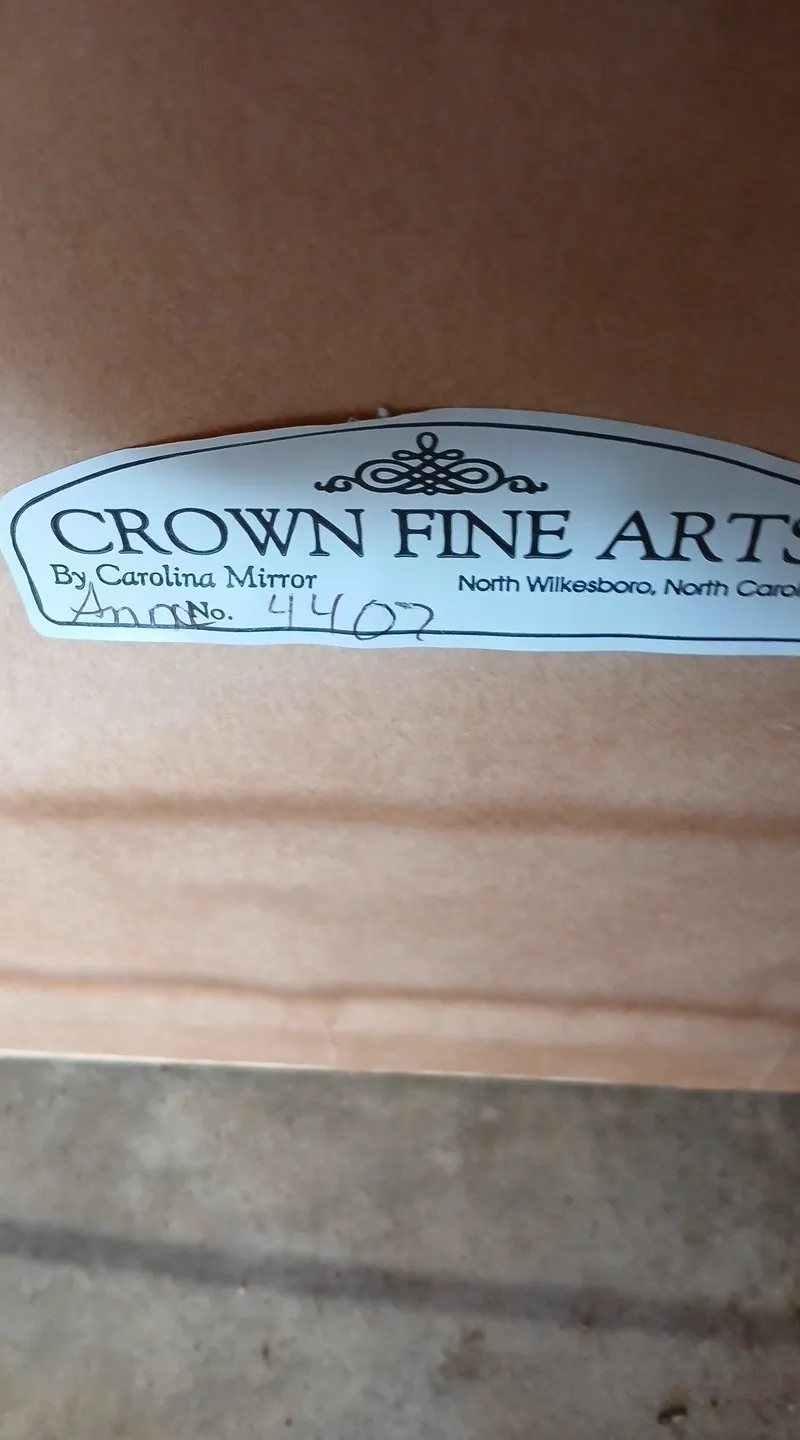 CROWN FINE ARTS
By Carolina Mirror North Wilkesboro, North Carol
No. 4407